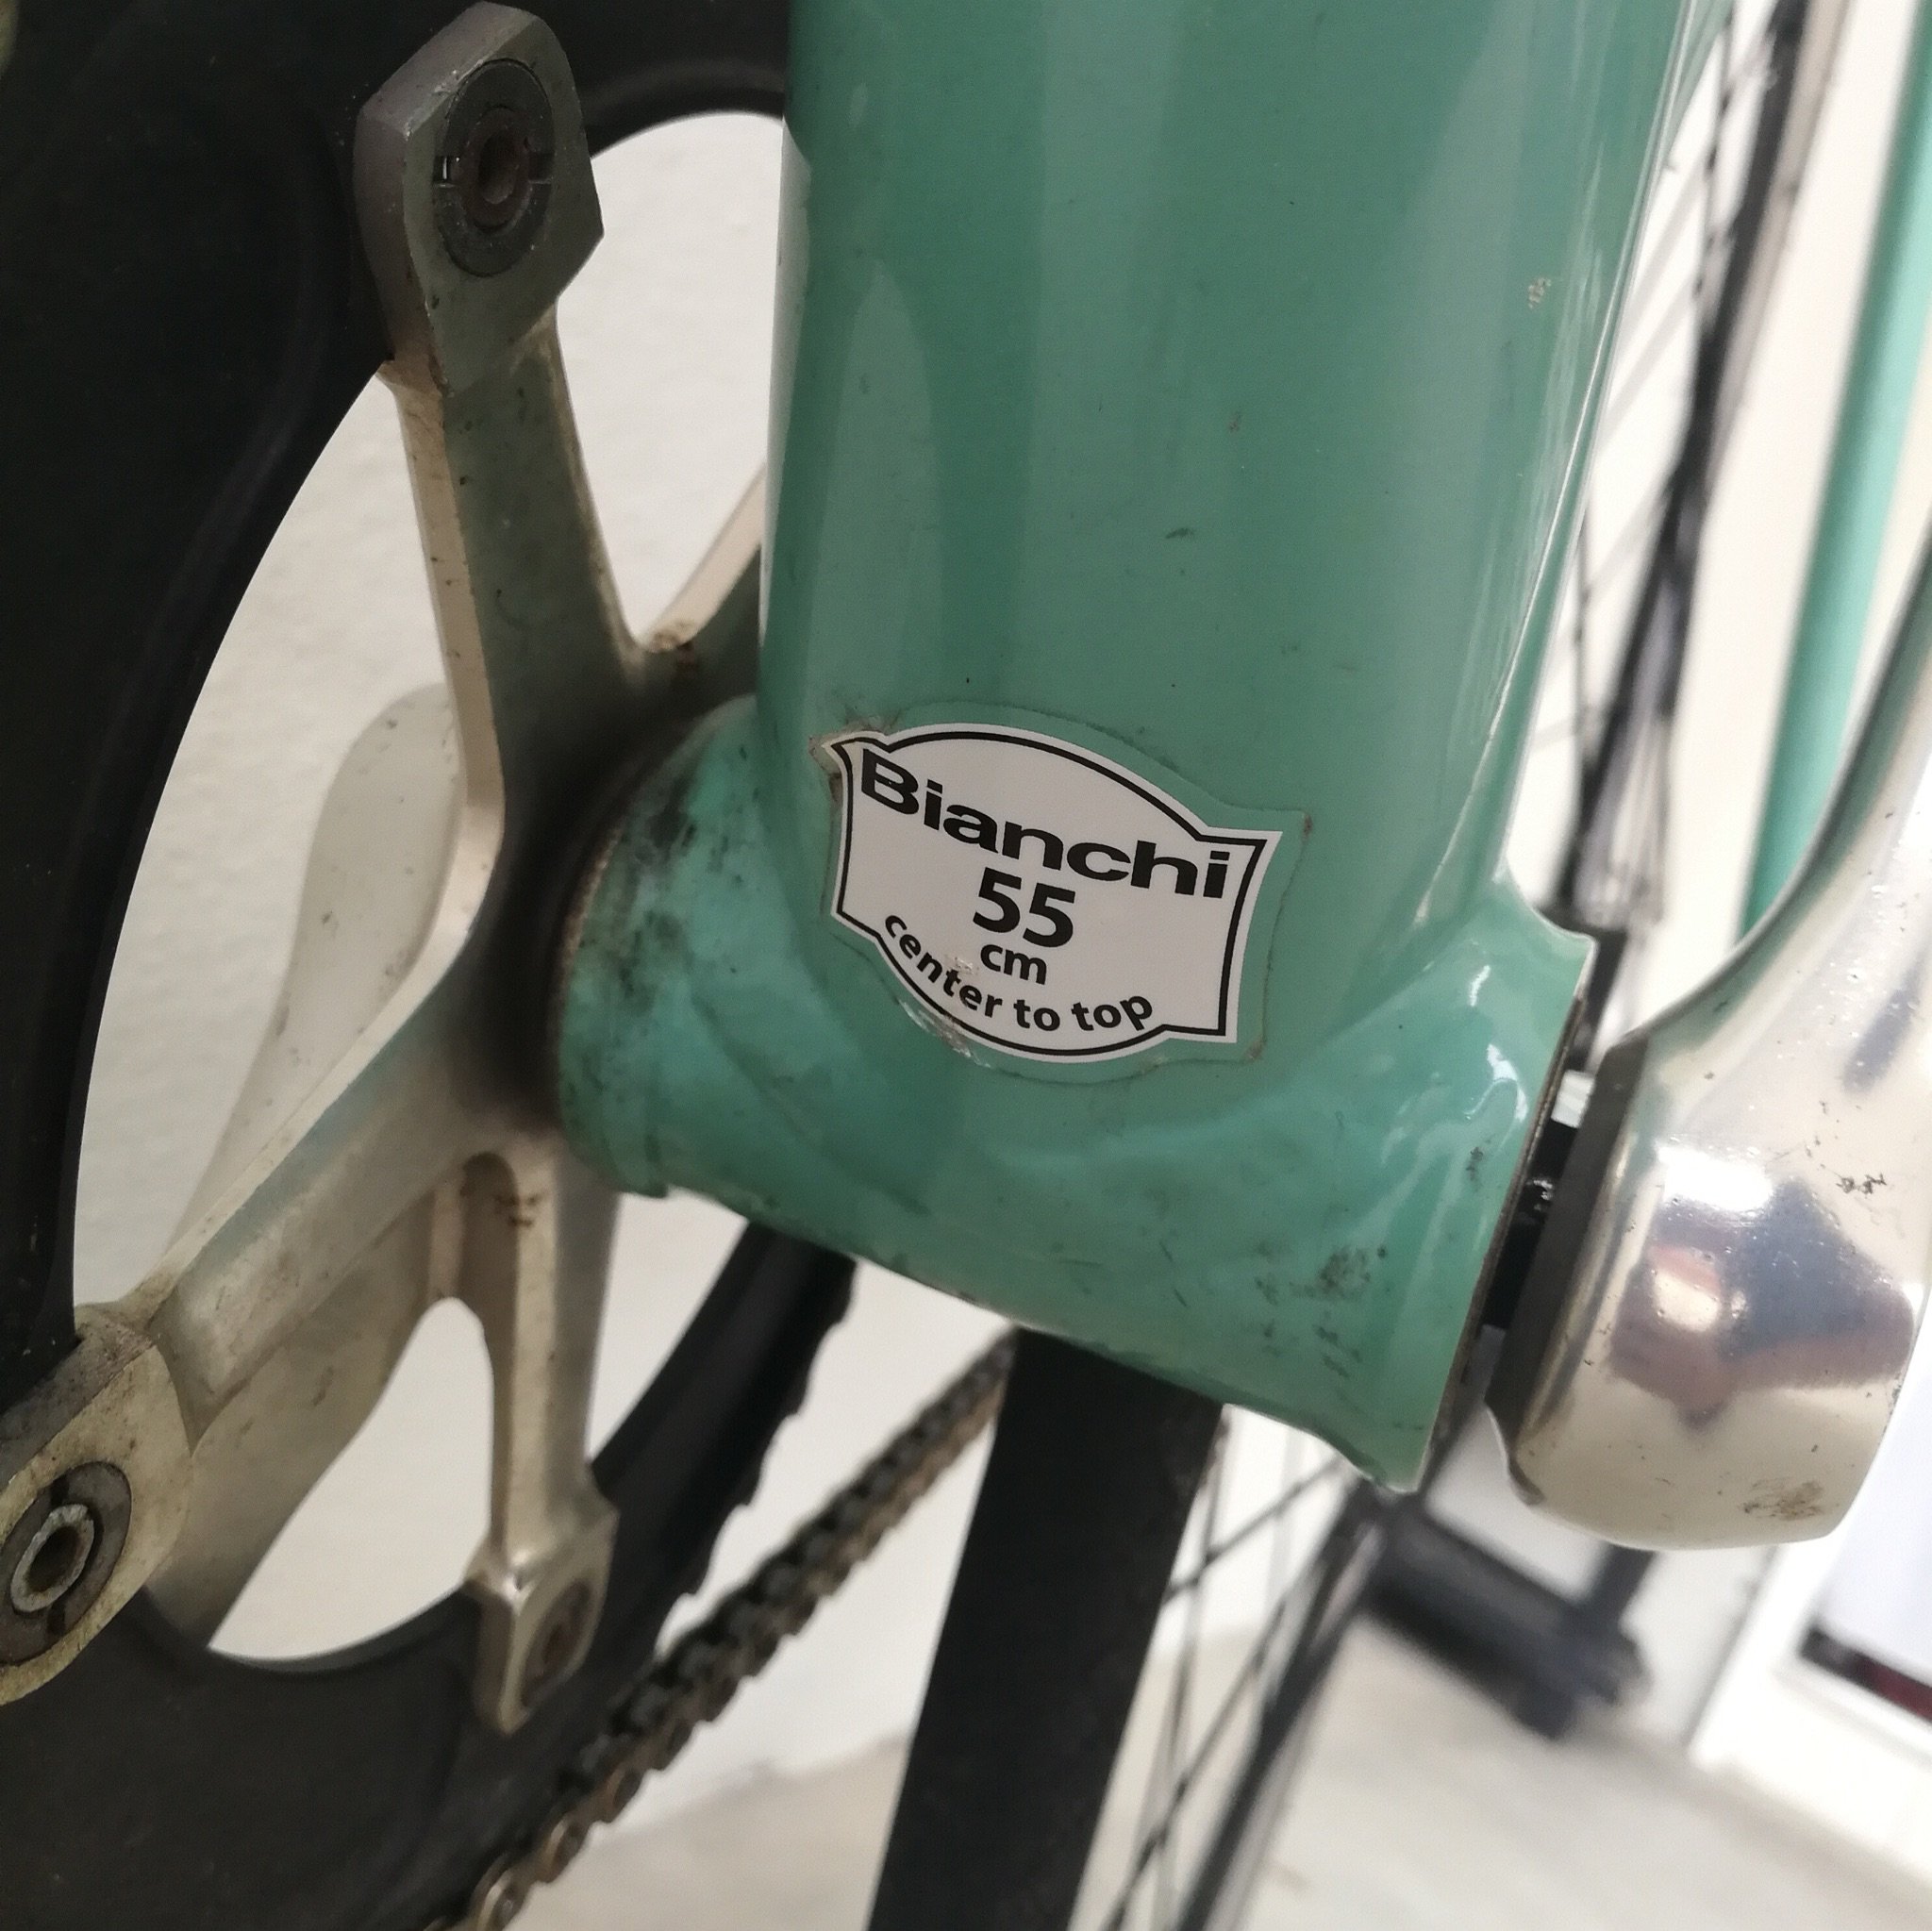 Bianchi
55
cm
center to top